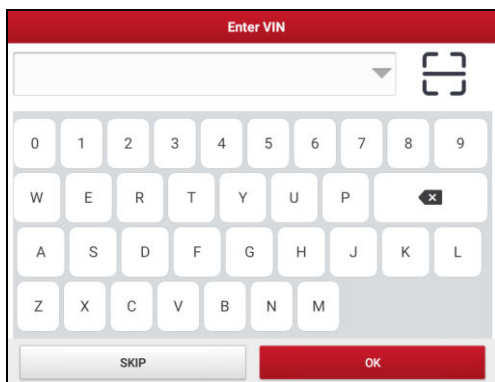 Enter VIN
0 1 2 3 4 5 6 7 8 9
W E R T Y U P
A S D F G H J K L
Z X C V B N M
SKIP OK